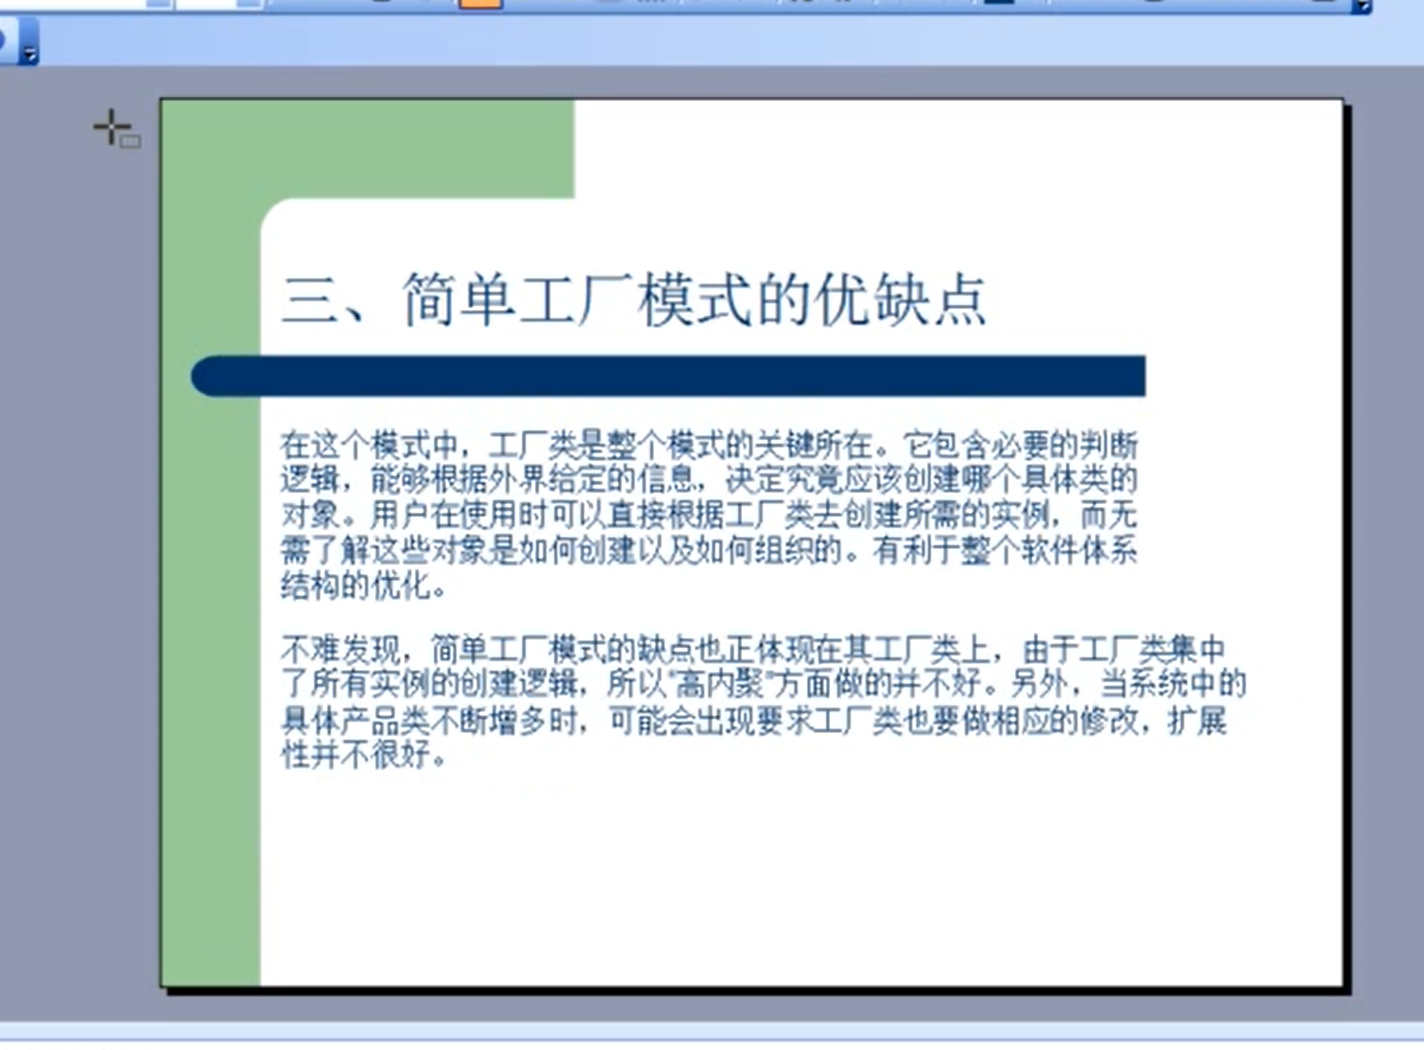 三、简单工厂模式的优缺点
在这个模式中，工厂类是整个模式的关键所在。它包含必要的判断
逻辑，能够根据外界给定的信息，决定究竟应该创建哪个具体类的
对象。用户在使用时可以直接根据工厂类去创建所需的实例，而无
需了解这些对象是如何创建以及如何组织的。有利于整个软件体系
结构的优化。
不难发现，简单工厂模式的缺点也正体现在其工厂类上，由于工厂类集中
了所有实例的创建逻辑，所以"高内聚"方面做的并不好。另外，当系统中的
具体产品类不断增多时，可能会出现要求工厂类也要做相应的修改，扩展
性并不很好。